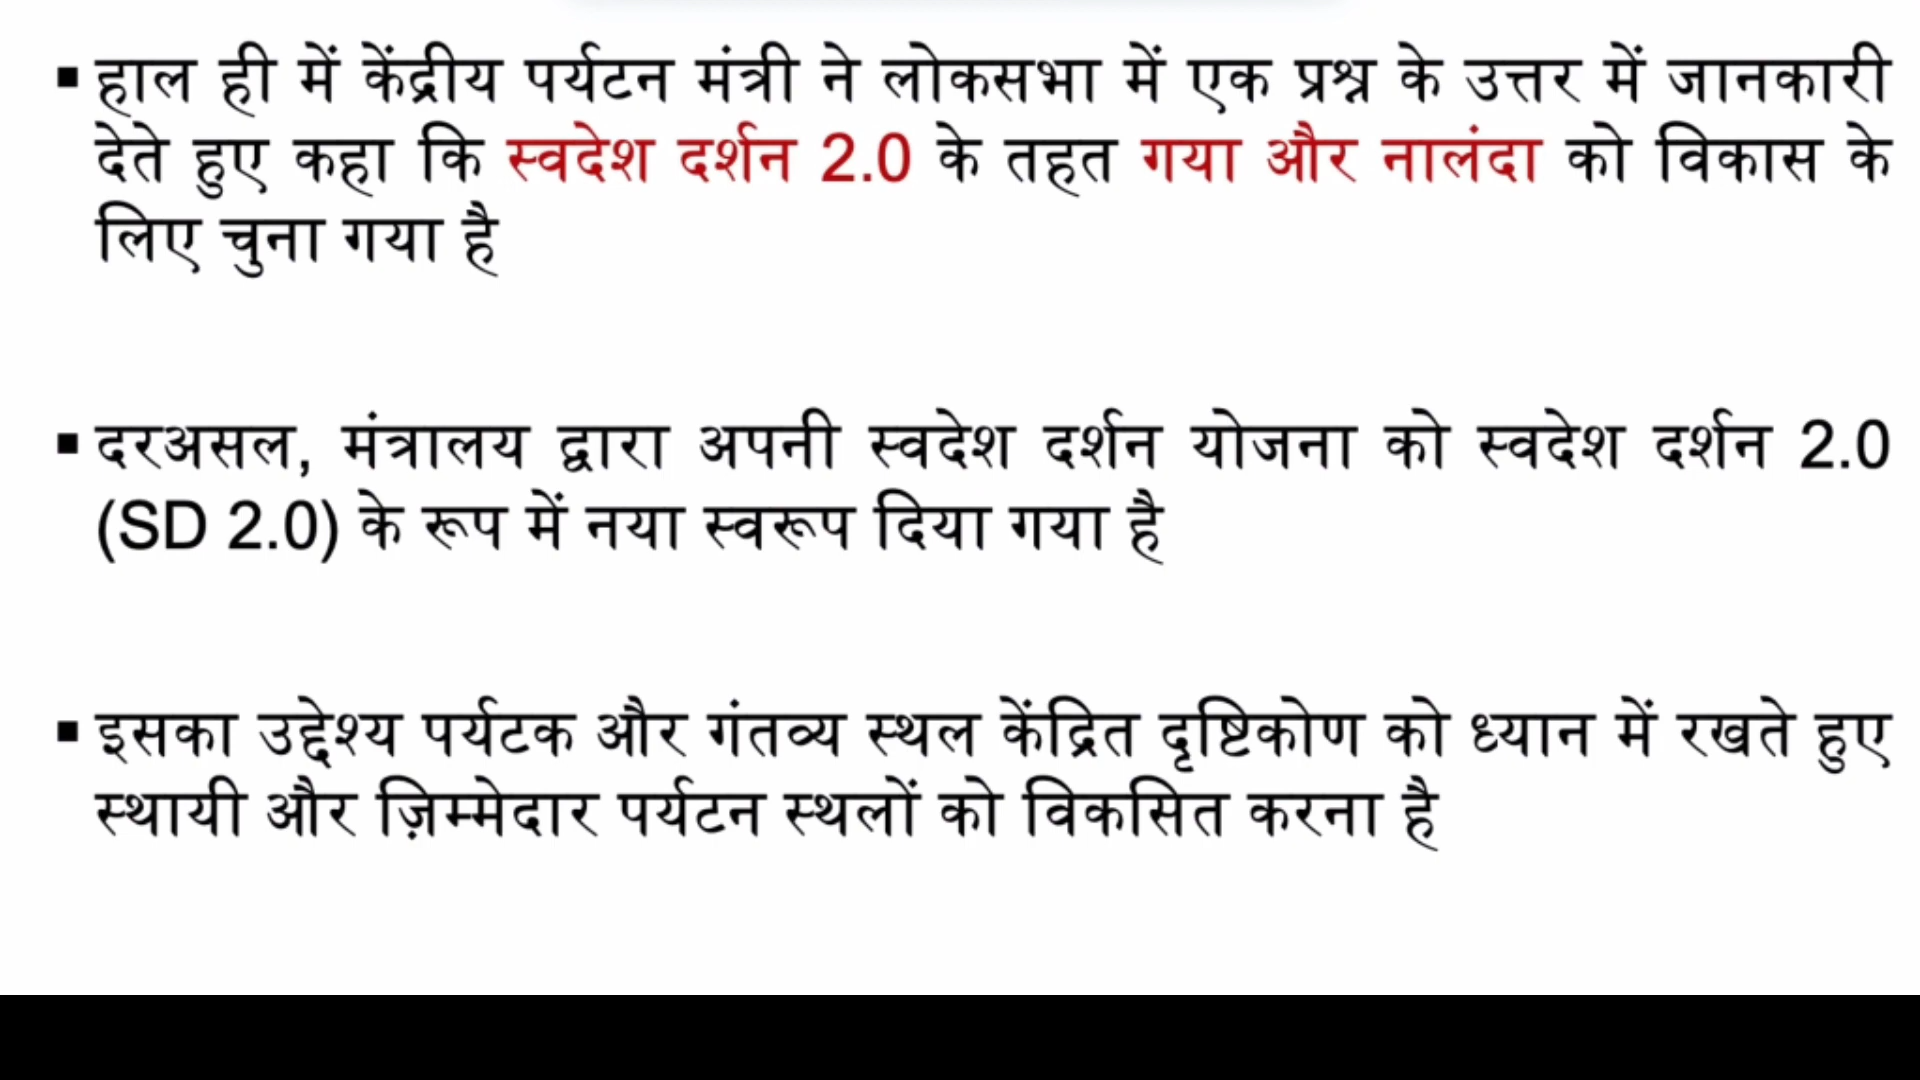 ▪ हाल ही में केंद्रीय पर्यटन मंत्री ने लोकसभा में एक प्रश्न के उत्तर में जानकारी
देते हुए कहा कि स्वदेश दर्शन 2.0 के तहत गया और नालंदा को विकास के
लिए चुना गया है
▪ दरअसल, मंत्रालय द्वारा अपनी स्वदेश दर्शन योजना को स्वदेश दर्शन 2.0
(SD 2.0) के रूप में नया स्वरूप दिया गया है
▪ इसका उद्देश्य पर्यटक और गंतव्य स्थल केंद्रित दृष्टिकोण को ध्यान में रखते हुए
स्थायी और ज़िम्मेदार पर्यटन स्थलों को विकसित करना है